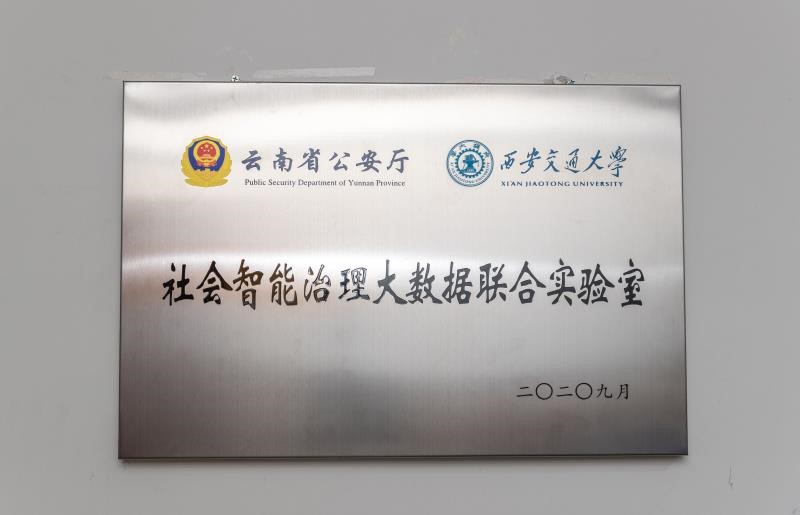 云南省公安厅
Public Security Department of Yunnan Province
西安交通大学
XI'AN JIAOTONG UNIVERSITY
社会智能治理大数据联合实验室
二〇二〇九月